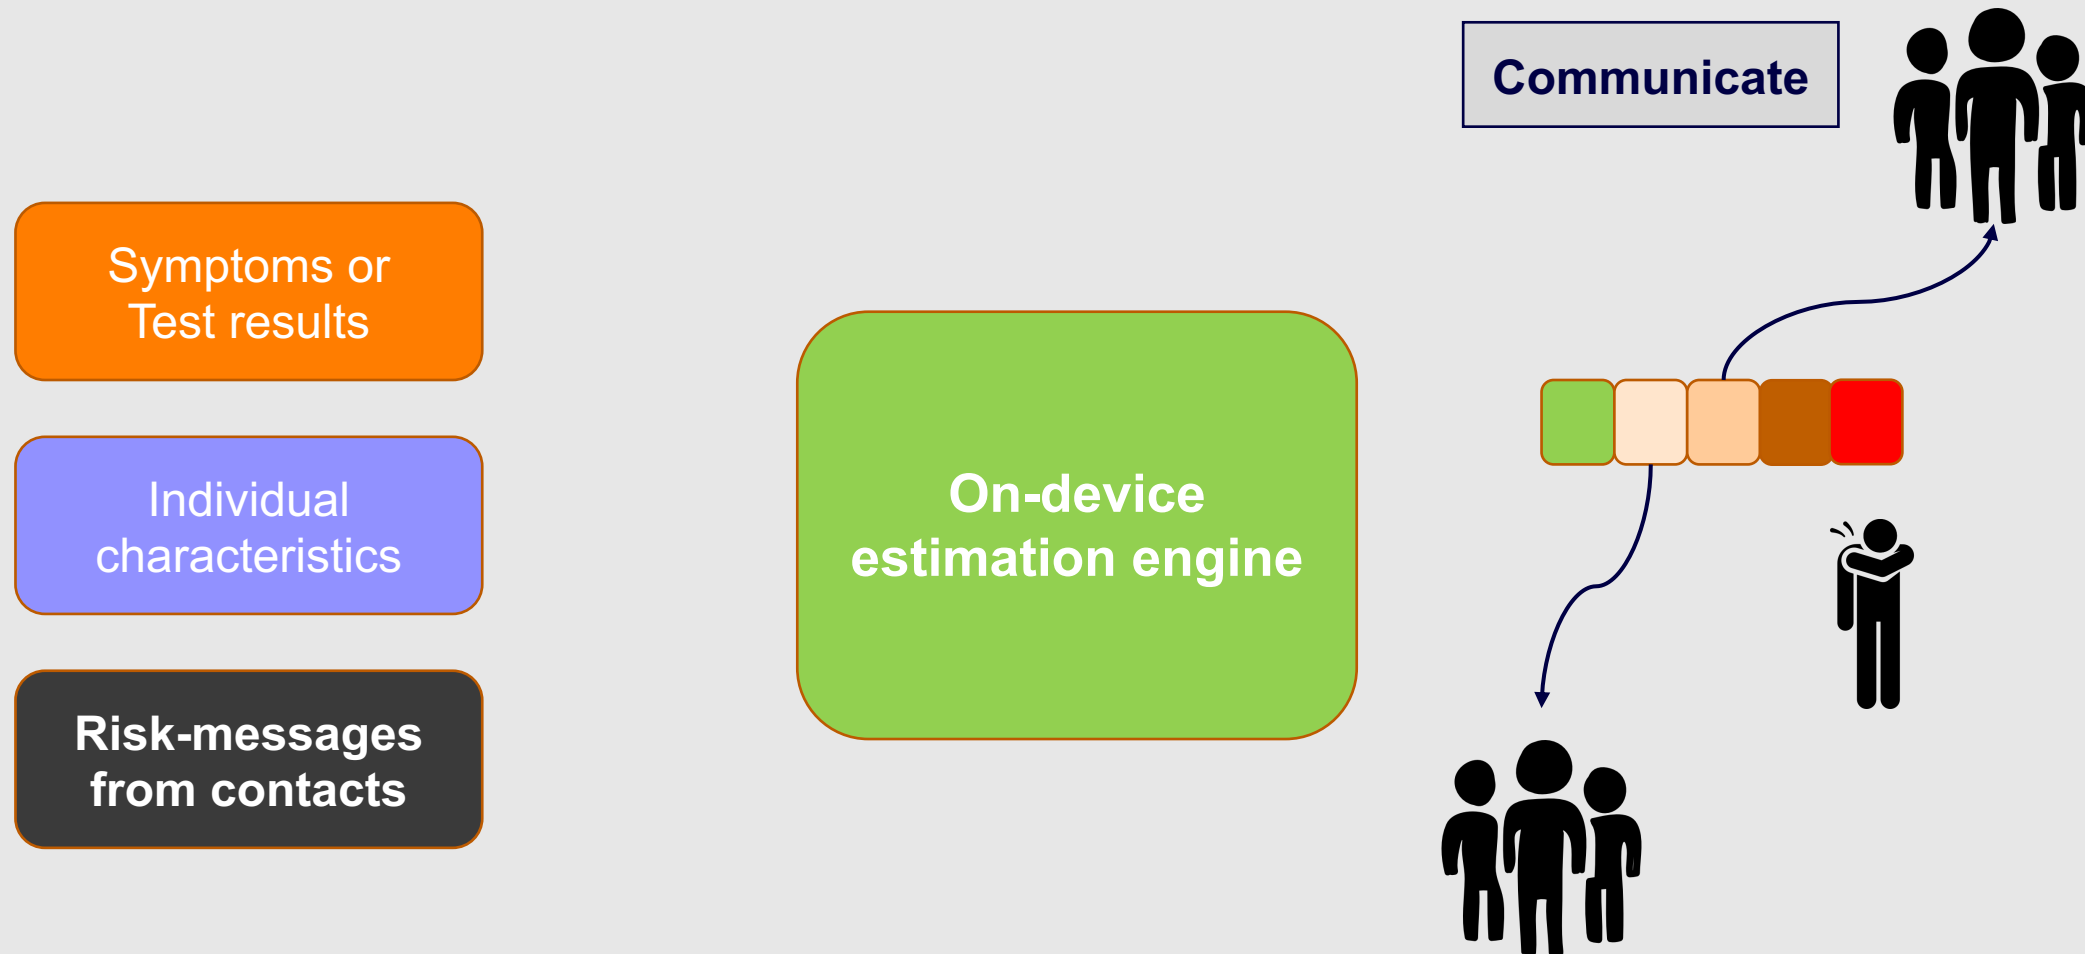 Communicate
Symptoms or
Test results
Individual
characteristics
Risk-messages
from contacts
On-device
estimation engine